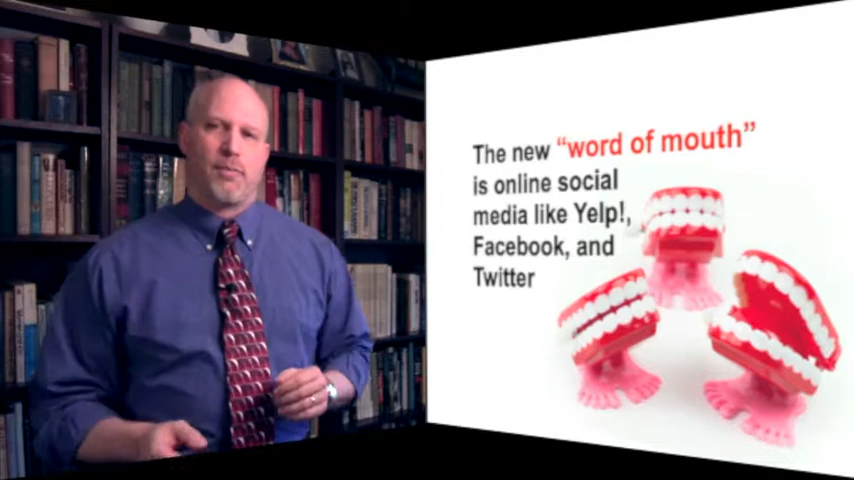 The new “word of mouth”
is online social
media like Yelp!,
Facebook, and
Twitter